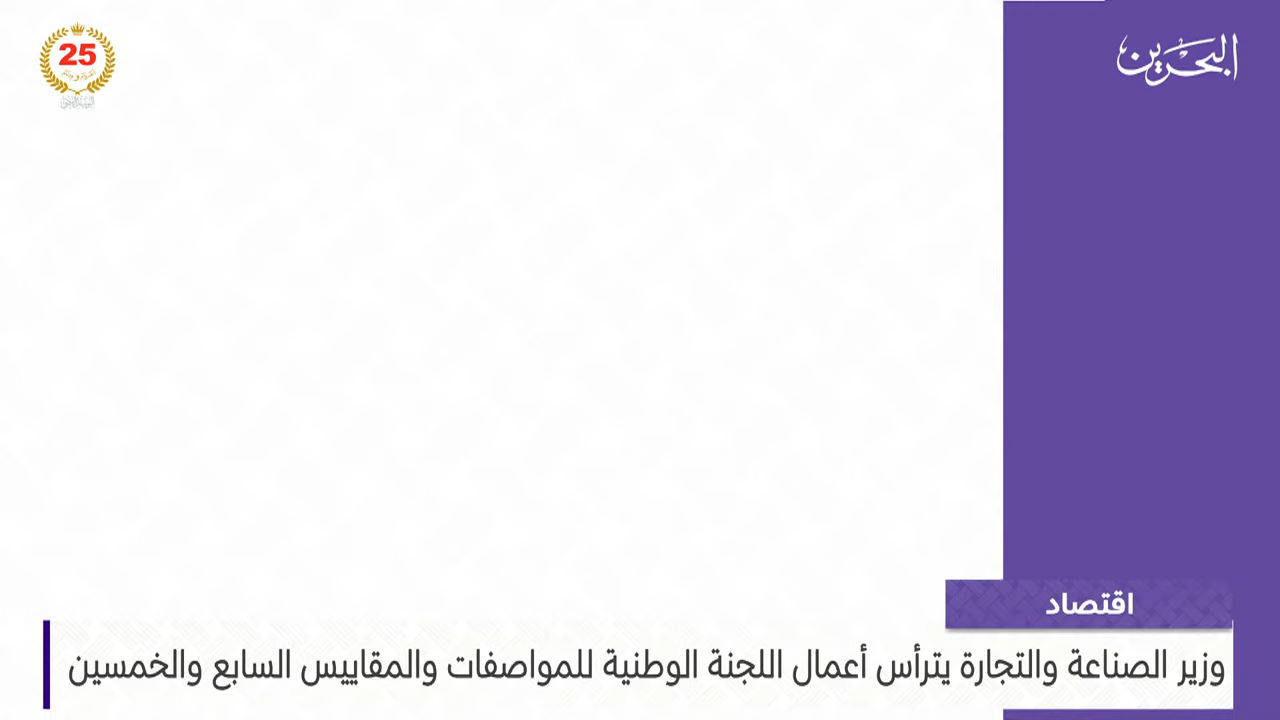 البحرين
25
اقتصاد
وزير الصناعة والتجارة يترأس أعمال اللجنة الوطنية للمواصفات والمقاييس السابع والخمسين